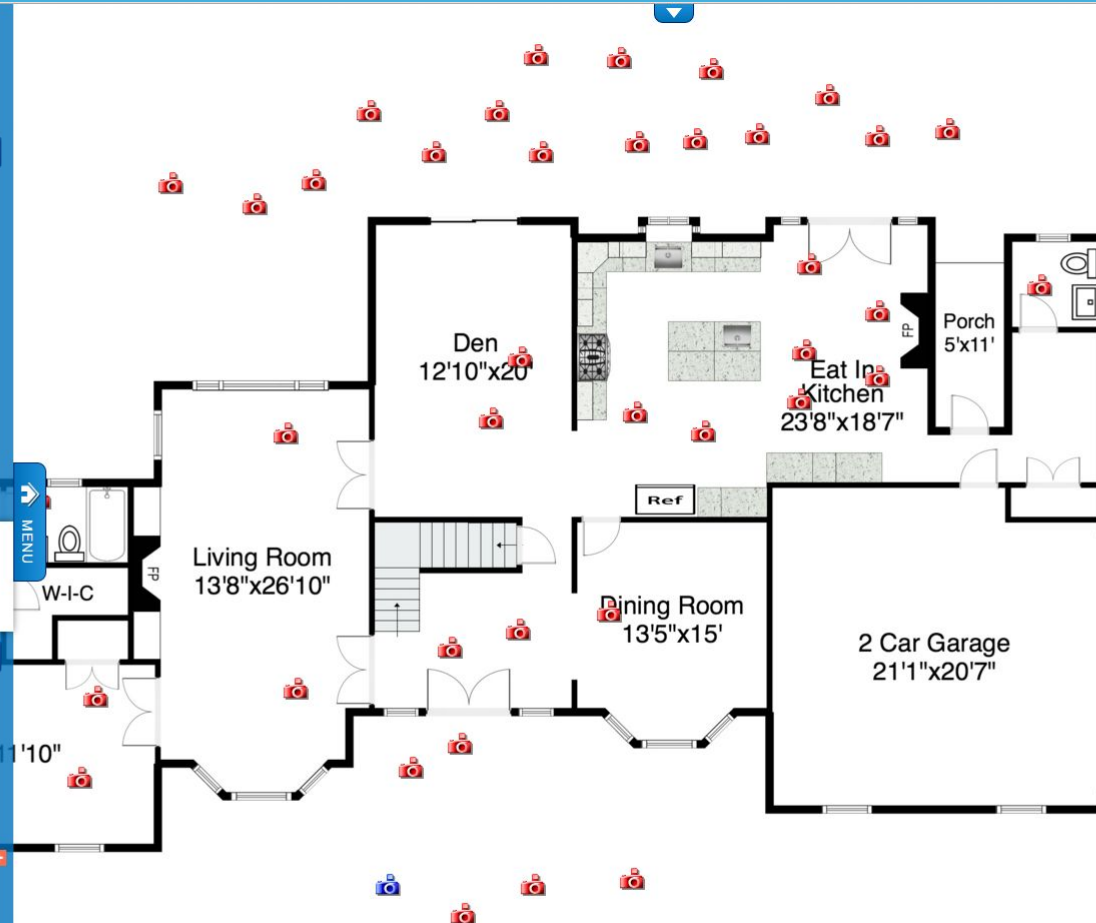 Den
12'10"x20'
FP
Porch
5'x11'
Eat In
Kitchen
23'8"x18'7"
Ref
MENU
Living Room
13'8"x26'10"
FP
W-I-C
Dining Room
13'5"x15'
2 Car Garage
21'1"x20'7"
11'10"